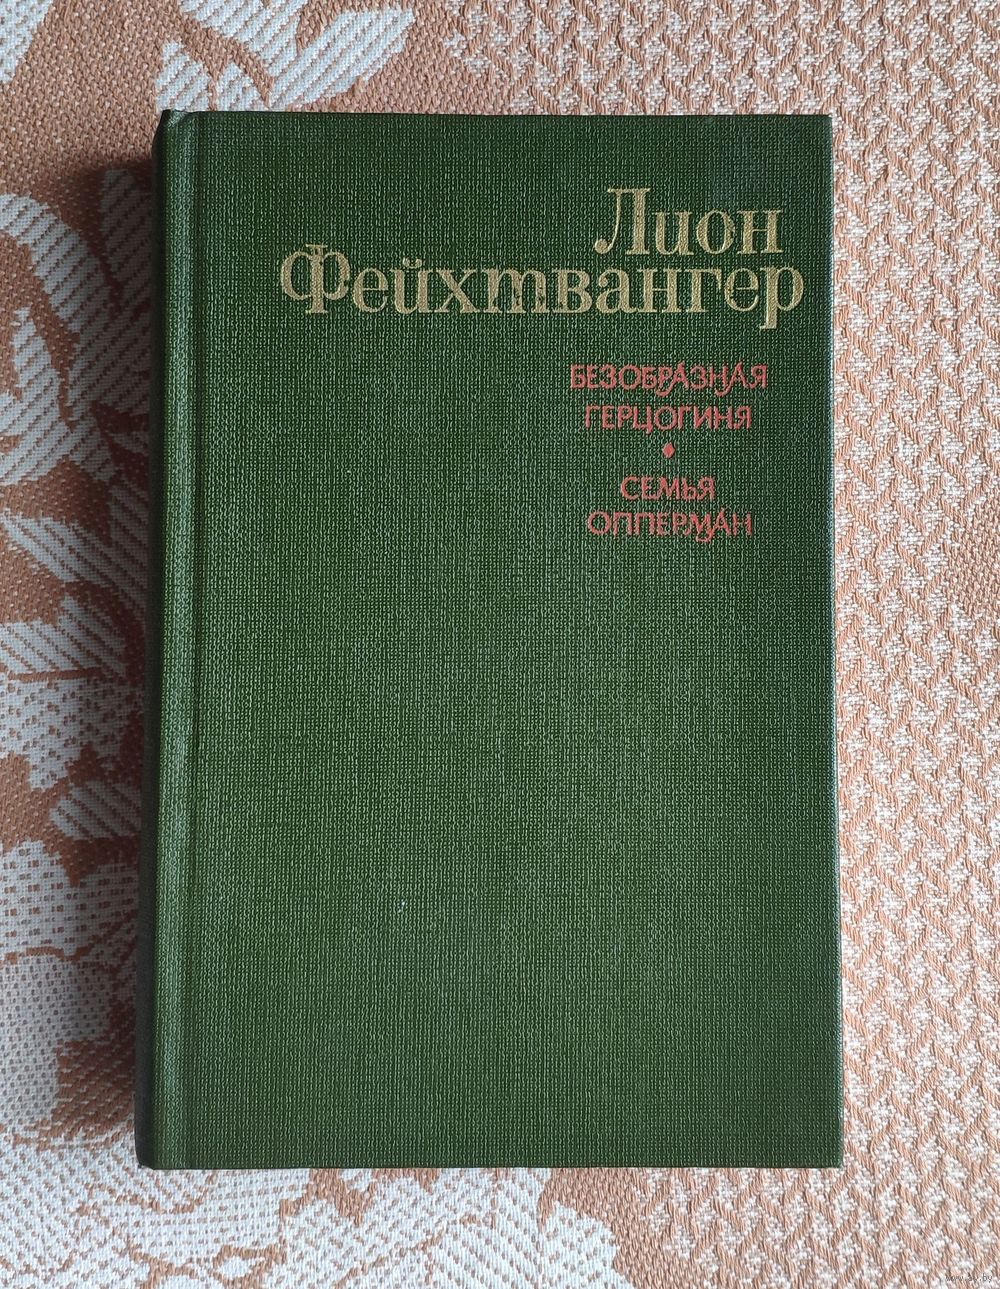 Лион
Фейхтвангер
БЕЗОБРАЗНАЯ
ГЕРЦОГИНЯ
СЕМЬЯ
ОППЕРМАН